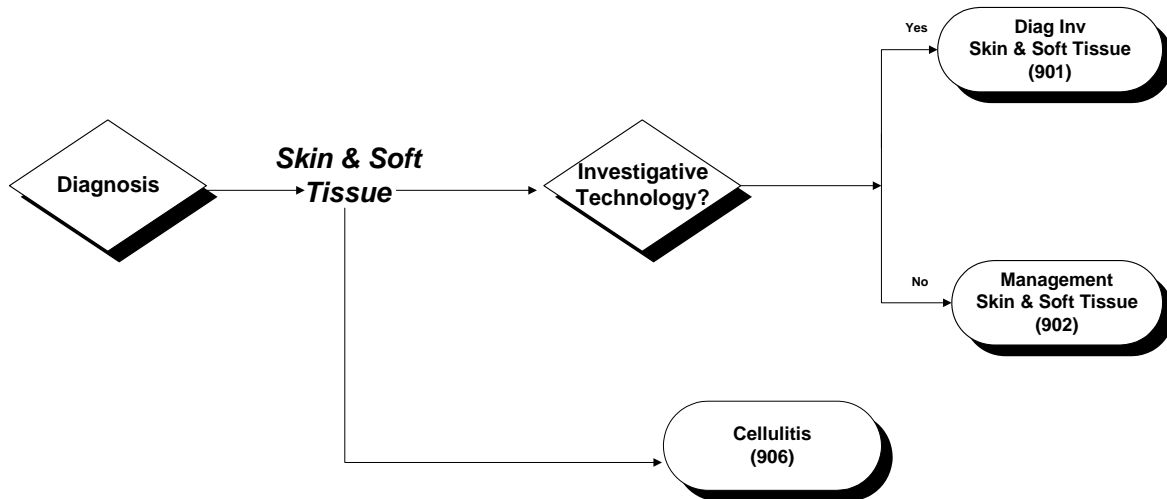 Diagnosis
Skin & Soft
Tissue
Investigative
Technology?
Yes
Diag Inv
Skin & Soft Tissue
(901)
No
Management
Skin & Soft Tissue
(902)
Cellulitis
(906)